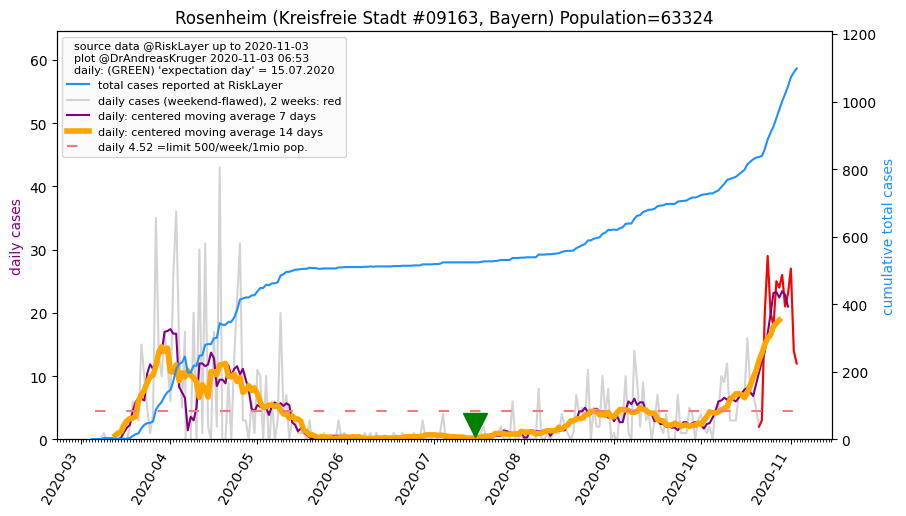 Rosenheim (Kreisfreie Stadt #09163, Bayern) Population=63324
source data @RiskLayer up to 2020-11-03
plot @DrAndreasKruger 2020-11-03 06:53
daily: (GREEN) 'expectation day' = 15.07.2020
total cases reported at RiskLayer
daily cases (weekend-flawed), 2 weeks: red
daily: centered moving average 7 days
daily: centered moving average 14 days
daily 4.52 =limit 500/week/1mio pop.
daily cases
60
50
40
30
20
10
0
cumulative total cases
1200
1000
800
600
400
200
0
2020-03
2020-04
2020-05
2020-06
2020-07
2020-08
2020-09
2020-10
2020-11